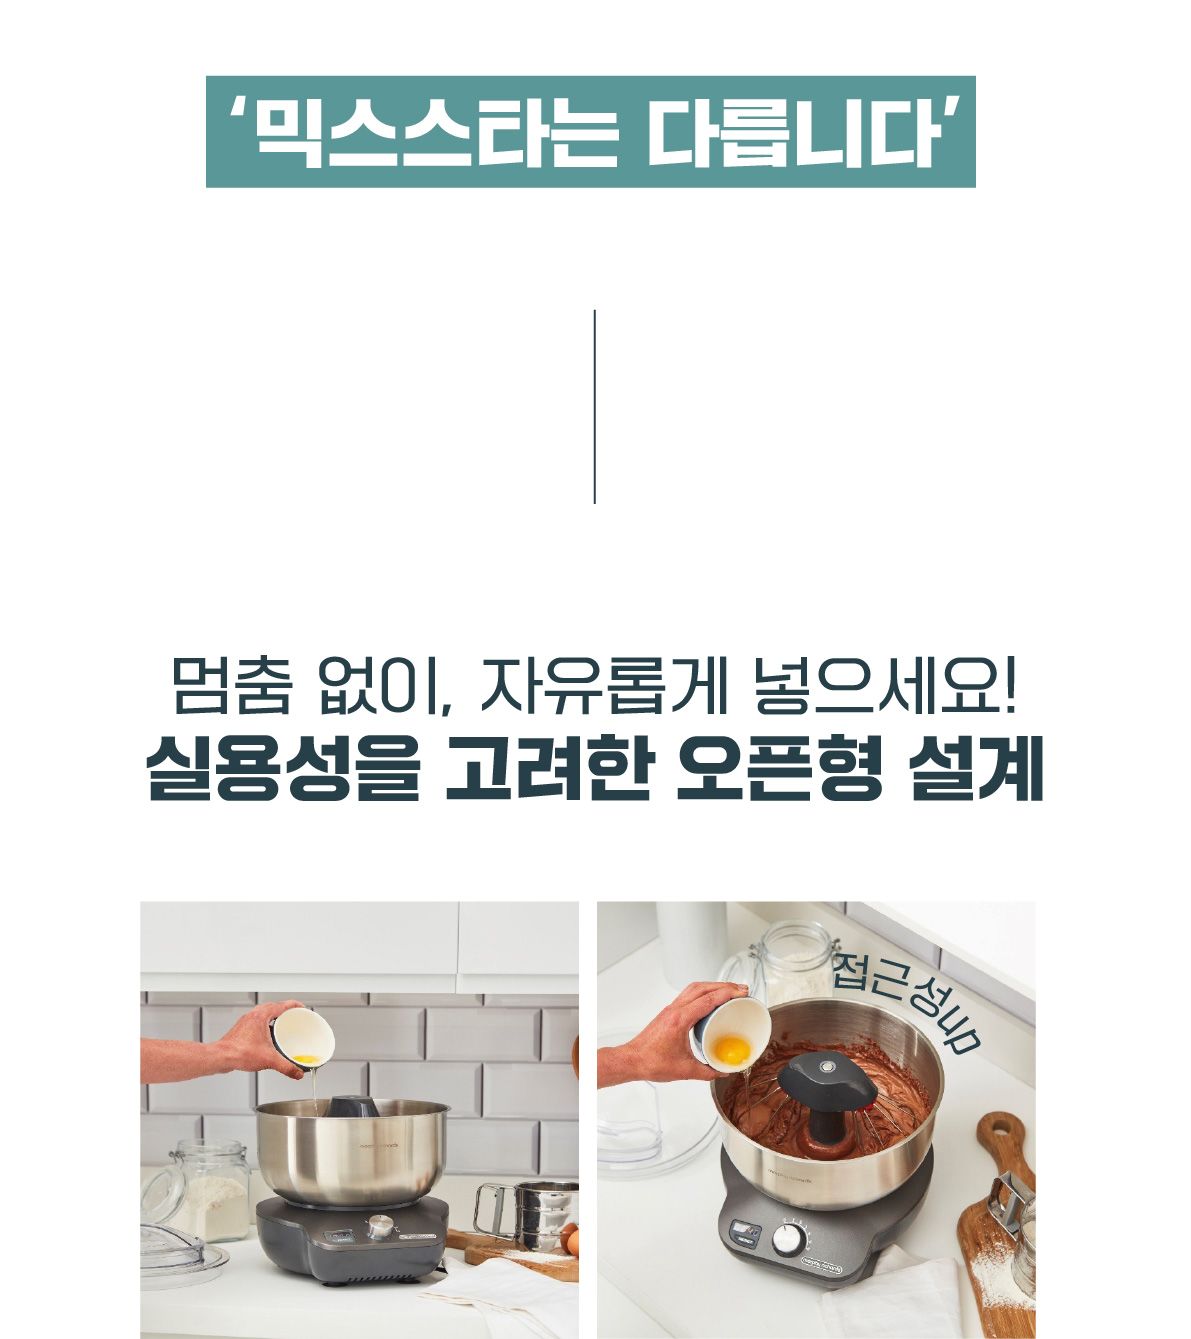 ‘믹스스타는 다릅니다’
멈춤 없이, 자유롭게 넣으세요!
실용성을 고려한 오픈형 설계
접근성up
morphy richards